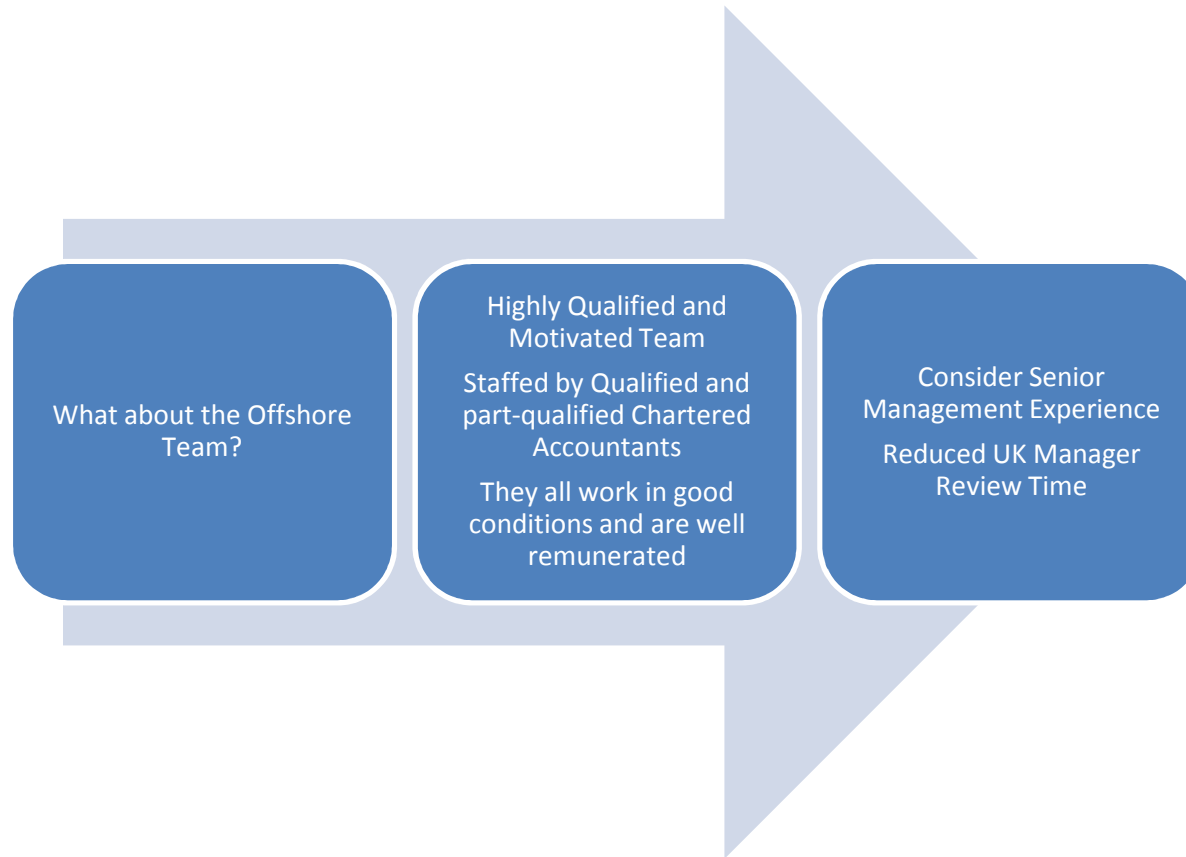 What about the Offshore
Team?
Highly Qualified and
Motivated Team
Staffed by Qualified and
part-qualified Chartered
Accountants
They all work in good
conditions and are well
remunerated
Consider Senior
Management Experience
Reduced UK Manager
Review Time